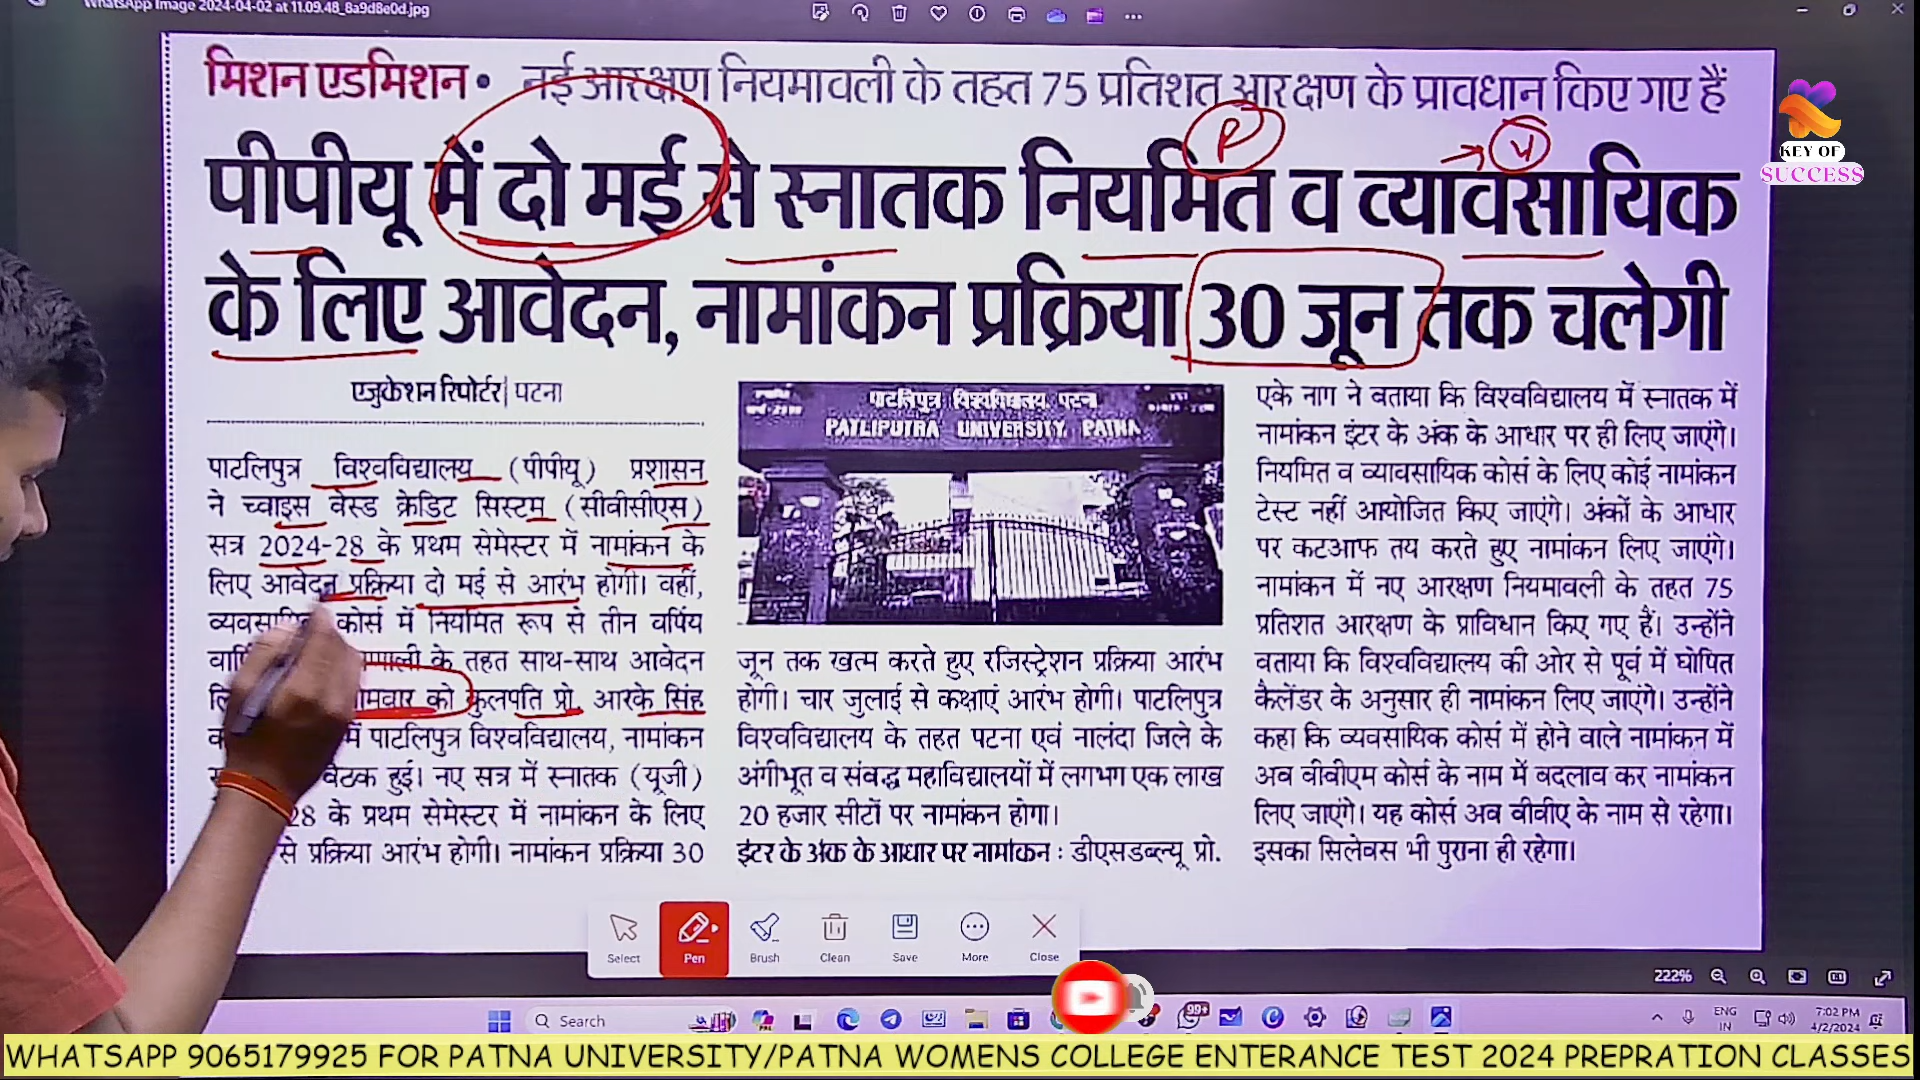 WhatsApp Image 2024-04-02 at 11.09.48_8a9d8e0d.jpg
मिशन एडमिशन • नई आरक्षण नियमावली के तहत 75 प्रतिशत आरक्षण के प्रावधान किए गए हैं
P
KEY OF
SUCCESS
पीपीयू में दो मई से स्नातक नियमित व व्यावसायिक
के लिए आवेदन, नामांकन प्रक्रिया 30 जून तक चलेगी
एजुकेशन रिपोर्टर | पटना
पाटलिपुत्र विश्वविद्यालय (पीपीयू) प्रशासन
ने च्वाइस वेस्ड क्रेडिट सिस्टम (सीवीसीएस)
सत्र 2024-28 के प्रथम सेमेस्टर में नामांकन के
लिए आवेदन प्रक्रिया दो मई से आरंभ होगी। वहीं,
कोर्स में नियमित रूप से तीन वर्षिय
के तहत साथ-साथ आवेदन
को कुलपति प्रो. आरके सिंह
में पाटलिपुत्र विश्वविद्यालय, नामांकन
हुई। नए सत्र में स्नातक (यूजी)
28 के प्रथम सेमेस्टर में नामांकन के लिए
से प्रक्रिया आरंभ होगी। नामांकन प्रक्रिया 30
पाटलिपुत्र विश्वविद्यालय पटना
PATLIPUTRA UNIVERSITY, PATNA
जून तक खत्म करते हुए रजिस्ट्रेशन प्रक्रिया आरंभ
होगी। चार जुलाई से कक्षाएं आरंभ होगी। पाटलिपुत्र
विश्वविद्यालय के तहत पटना एवं नालंदा जिले के
अंगीभूत व संवद्ध महाविद्यालयों में लगभग एक लाख
20 हजार सीटों पर नामांकन होगा।
इंटर के अंक के आधार पर नामांकन : डीएसडब्ल्यू प्रो.
एके नाग ने बताया कि विश्वविद्यालय में स्नातक में
नामांकन इंटर के अंक के आधार पर ही लिए जाएंगे।
नियमित व व्यावसायिक कोर्स के लिए कोई नामांकन
टेस्ट नहीं आयोजित किए जाएंगे। अंकों के आधार
पर कटआफ तय करते हुए नामांकन लिए जाएंगे।
नामांकन में नए आरक्षण नियमावली के तहत 75
प्रतिशत आरक्षण के प्राविधान किए गए हैं। उन्होंने
बताया कि विश्वविद्यालय की ओर से पूर्व में घोषित
कैलेंडर के अनुसार ही नामांकन लिए जाएंगे। उन्होंने
कहा कि व्यवसायिक कोर्स में होने वाले नामांकन में
अव वीवीएम कोर्स के नाम में बदलाव कर नामांकन
लिए जाएंगे। यह कोर्स अव वीवीए के नाम से रहेगा।
इसका सिलेवस भी पुराना ही रहेगा।
Select Pen Brush Clean Save More Close
222%
Search
99+
ENG
IN
7:02 PM
4/2/2024
WHATSAPP 9065179925 FOR PATNA UNIVERSITY/PATNA WOMENS COLLEGE ENTERANCE TEST 2024 PREPRATION CLASSES